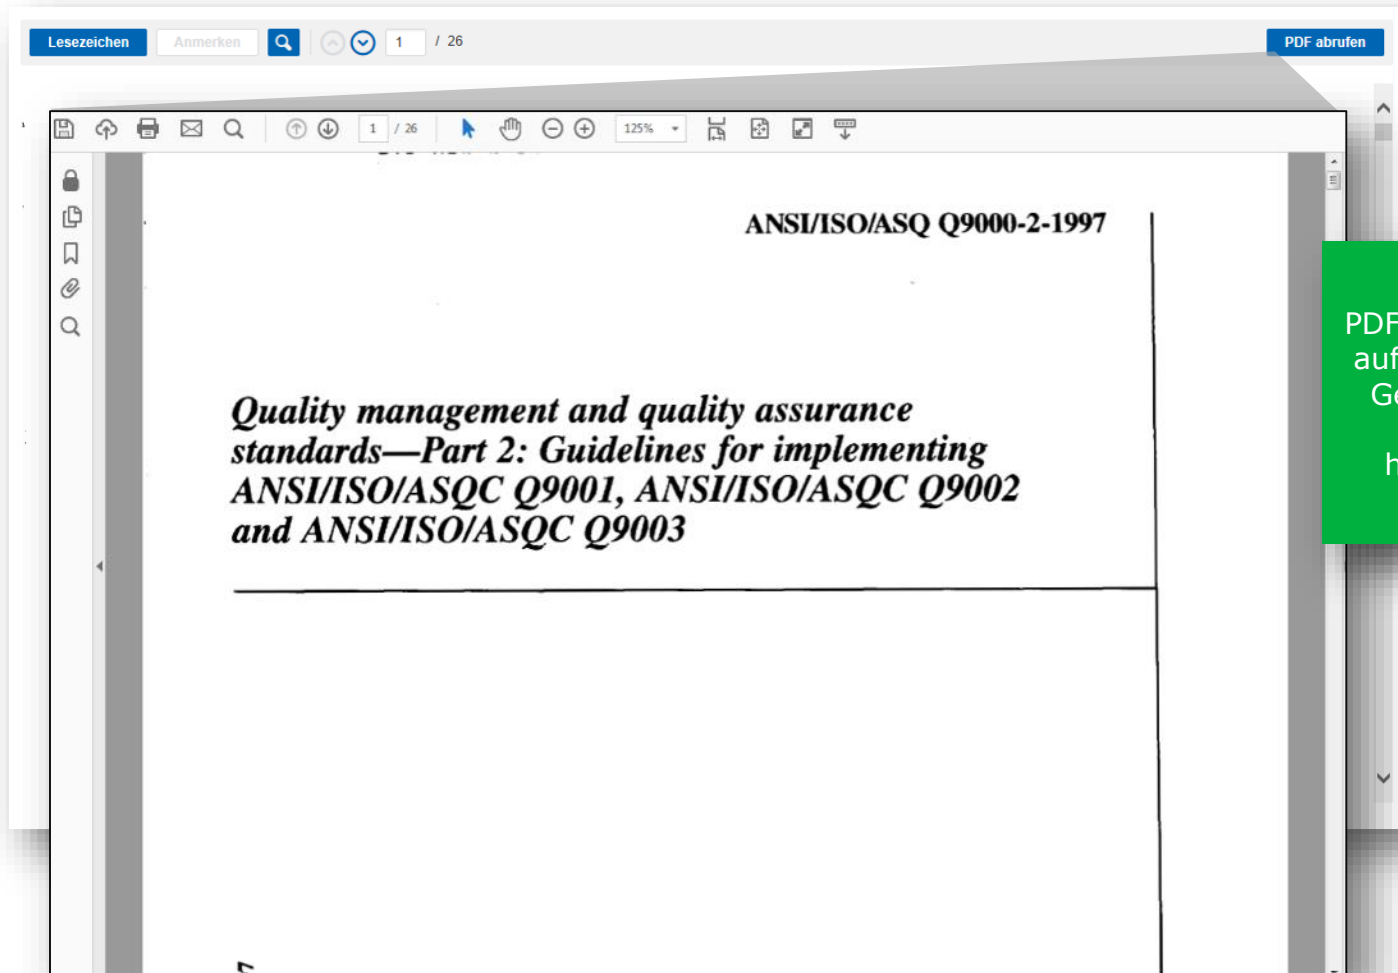 Lesezeichen Anmerken 1 / 26 PDF abrufen
1 / 26 125%
ANSI/ISO/ASQ Q9000-2-1997
Quality management and quality assurance
standards—Part 2: Guidelines for implementing
ANSI/ISO/ASQC Q9001, ANSI/ISO/ASQC Q9002
and ANSI/ISO/ASQC Q9003
PDF
auf